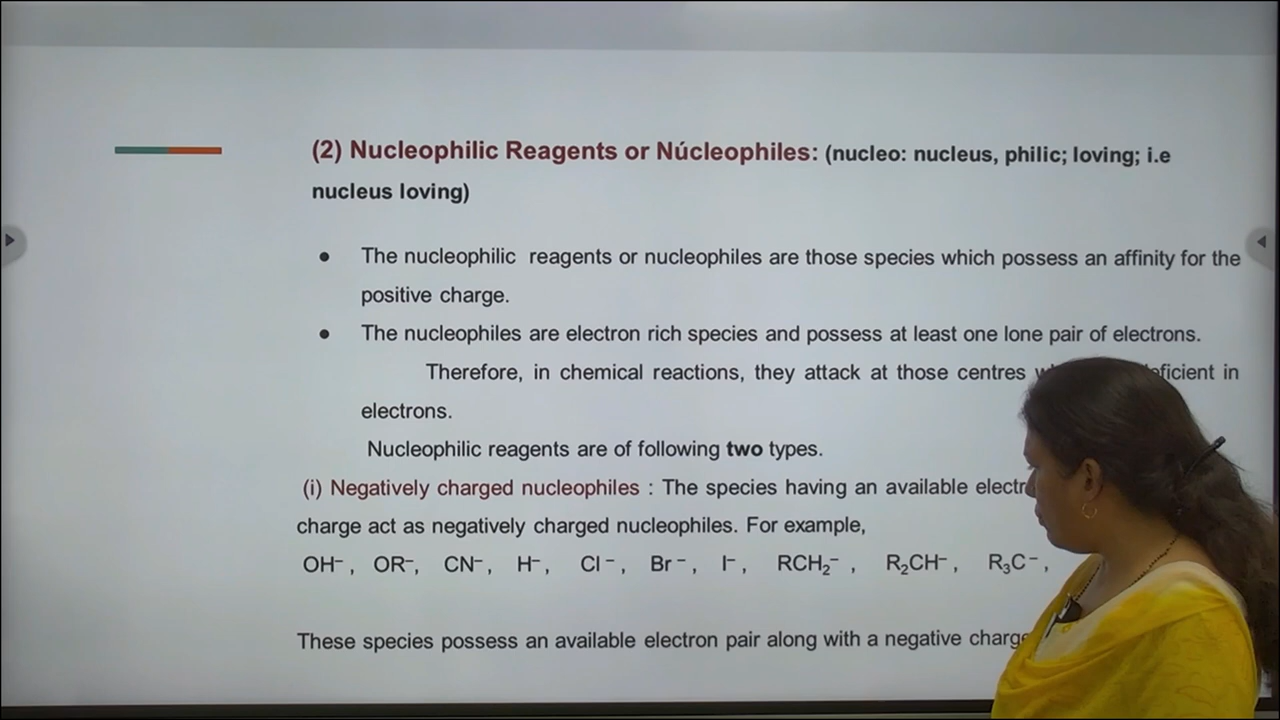 (2) Nucleophilic Reagents or Núcleophiles: (nucleo: nucleus, philic; loving; i.e
nucleus loving)
● The nucleophilic reagents or nucleophiles are those species which possess an affinity for the
positive charge.
● The nucleophiles are electron rich species and possess at least one lone pair of electrons.
Therefore, in chemical reactions, they attack at those centres in
electrons.
Nucleophilic reagents are of following two types.
(i) Negatively charged nucleophiles : The species having an available
charge act as negatively charged nucleophiles. For example,
OH⁻, OR⁻, CN⁻, H⁻, Cl⁻, Br⁻, I⁻, RCH₂⁻, R₂CH⁻, R₃C⁻,
These species possess an available electron pair along with a negative charge